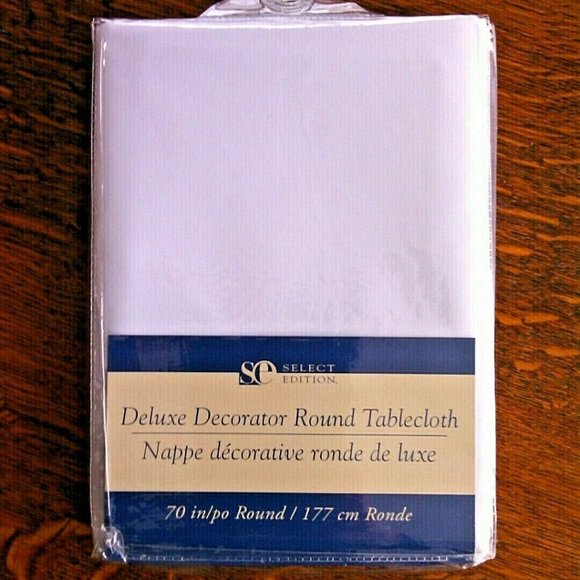 se SELECT
EDITION
Deluxe Decorator Round Tablecloth
Nappe décorative ronde de luxe
70 in/po Round / 177 cm Ronde